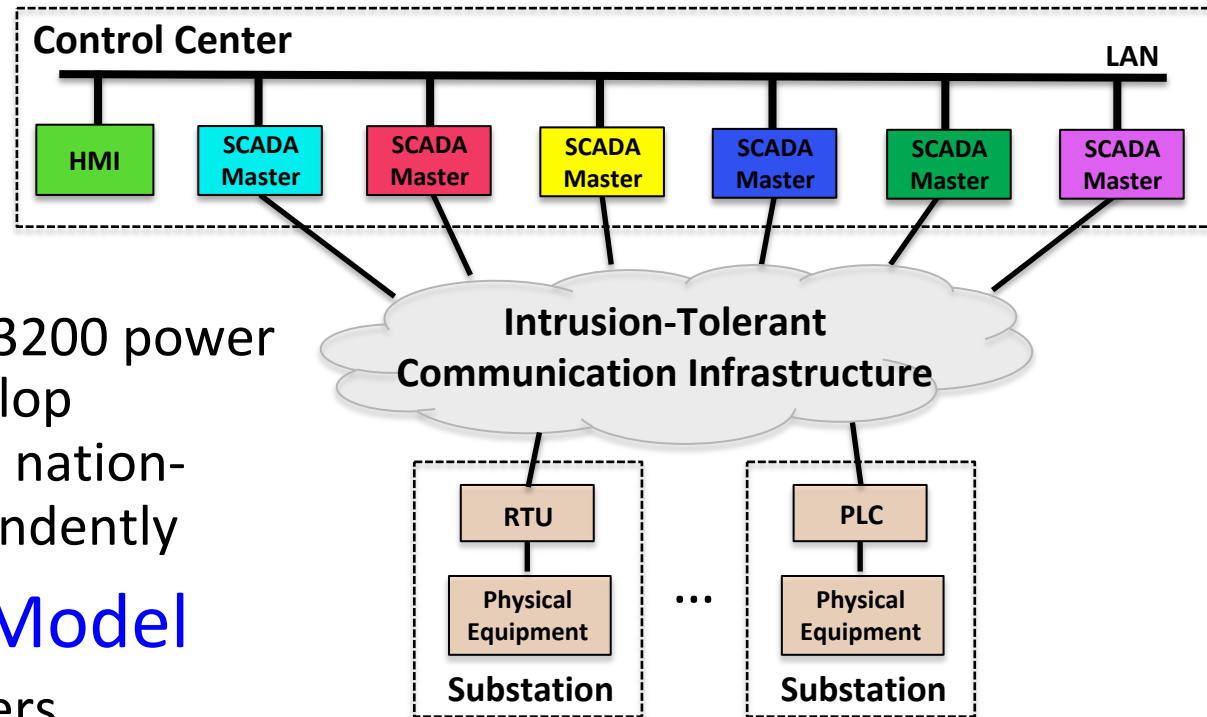 Control Center
LAN
HMI
SCADA
Master
SCADA
Master
SCADA
Master
SCADA
Master
SCADA
Master
SCADA
Master
Intrusion-Tolerant
Communication Infrastructure
3200 power
lop
nation-
ndently
Model
ers
RTU
PLC
Physical
Equipment
...
Physical
Equipment
Substation
Substation